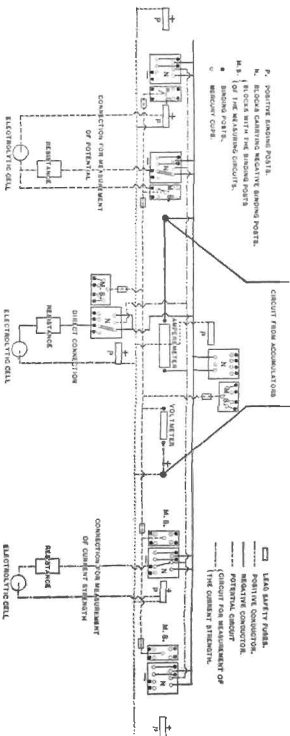 P. POSITIVE BINDING POSTS.
N. BLOCKS CARRYING NEGATIVE BINDING POSTS.
M.S. { BLOCKS WITH THE BINDING POSTS
OF THE MEASURING CIRCUITS.
BINDING POSTS.
MERCURY CUPS.
CIRCUIT FROM ACCUMULATORS
LEAD SAFETY FUSES.
POSITIVE CONDUCTOR.
NEGATIVE CONDUCTOR.
POTENTIAL CIRCUIT
{ CIRCUIT FOR MEASUREMENT OF
THE CURRENT STRENGTH.
+
P
N
P
+
N
M.S.
AMPEREMETER
P
N
M.S.
VOLTMETER
+
M.S.
N
+
P
M.S.
N
+
P
CONNECTION FOR MEASUREMENT
OF POTENTIAL
RESISTANCE
ELECTROLYTIC CELL
M.S.
N
+
P
DIRECT CONNECTION
RESISTANCE
ELECTROLYTIC CELL
CONNECTION FOR MEASUREMENT
OF CURRENT STRENGTH
RESISTANCE
ELECTROLYTIC CELL